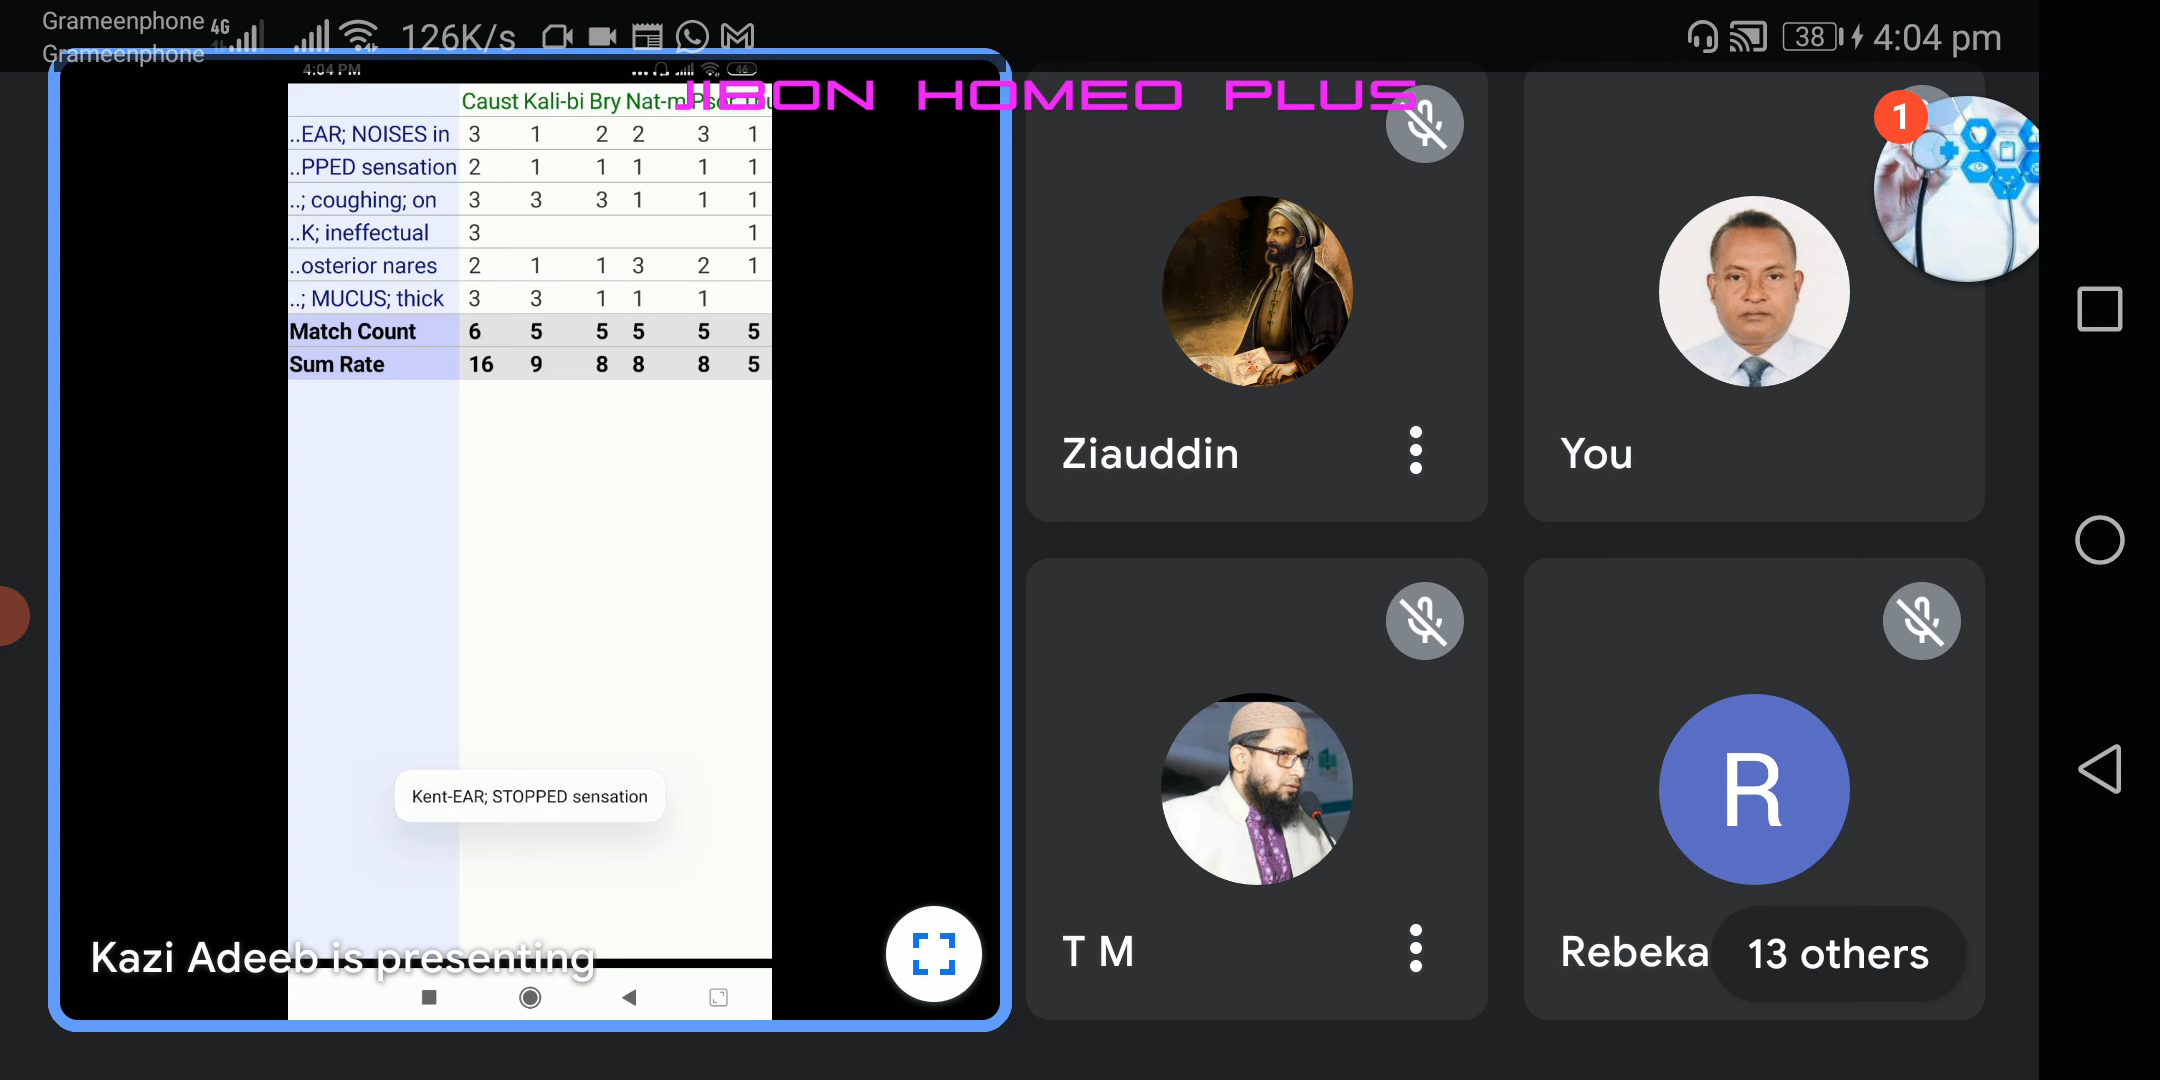 Grameenphone 4G
Grameenphone
126K/s
38
4:04 pm
4:04 PM
46
JIBON HOMEO PLUS
Caust Kali-bi Bry Nat-m
..EAR; NOISES in 3 1 2 2 3 1
..PPED sensation 2 1 1 1 1 1
..; coughing; on 3 3 3 1 1 1
..K; ineffectual 3 1
..osterior nares 2 1 1 3 2 1
..; MUCUS; thick 3 3 1 1 1
Match Count 6 5 5 5 5 5
Sum Rate 16 9 8 8 8 5
Kent-EAR; STOPPED sensation
Kazi Adeeb is presenting
Ziauddin
You
1
T M
R
Rebeka
13 others